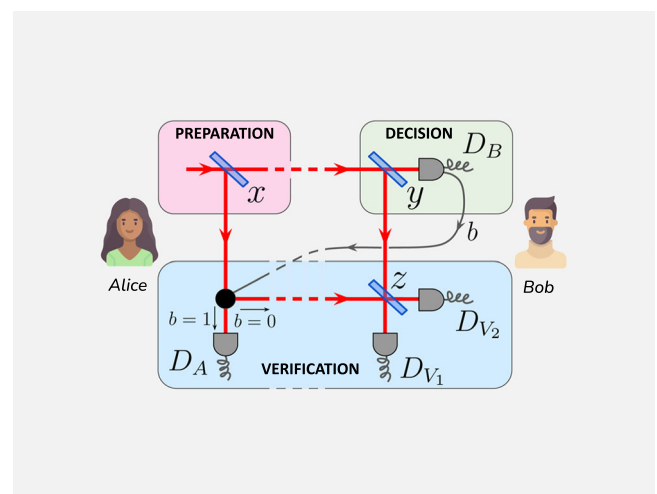 PREPARATION
DECISION
D_B
x
y
b
Alice
z
Bob
b=1
b=0
D_{V_2}
D_A
VERIFICATION
D_{V_1}